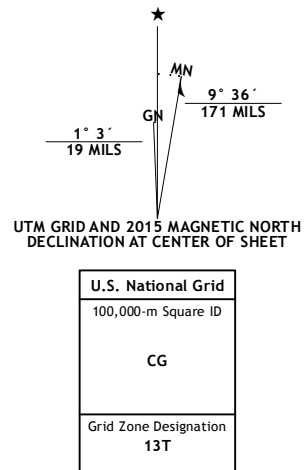 ★
MN
GN
9° 36´
171 MILS
1° 3´
19 MILS
UTM GRID AND 2015 MAGNETIC NORTH
DECLINATION AT CENTER OF SHEET
U.S. National Grid
100,000-m Square ID
CG
Grid Zone Designation
13T